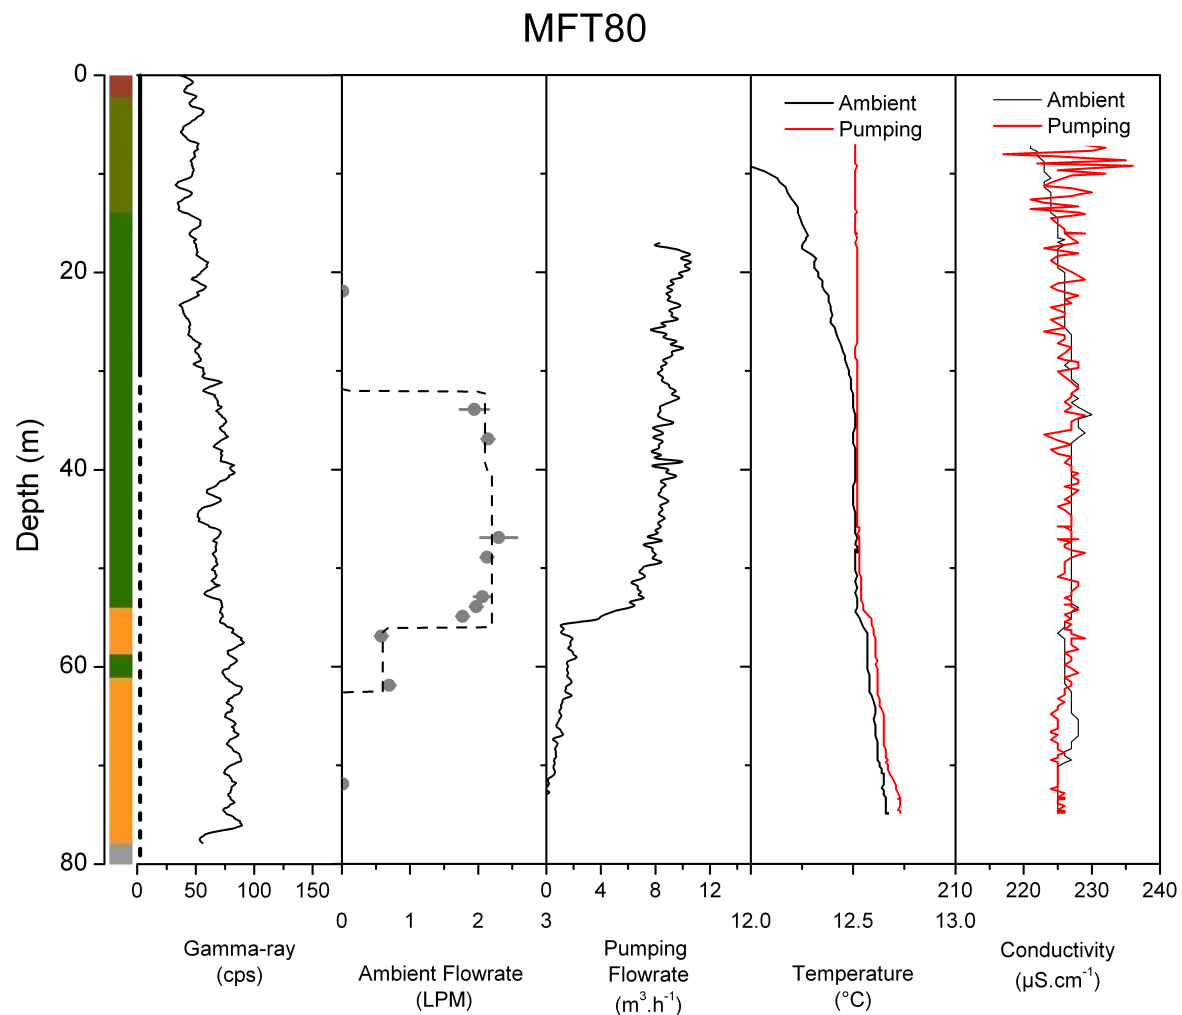 MFT80
Ambient
Pumping
Ambient
Pumping
0
20
40
60
80
Depth (m)
0 50 100 150
0 4 8 12
210 220 230 240
0 1 2 3
12.0 12.5 13.0
Gamma-ray
(cps)
Ambient Flowrate
(LPM)
Pumping
Flowrate
(m³.h⁻¹)
Temperature
(°C)
Conductivity
(µS.cm⁻¹)